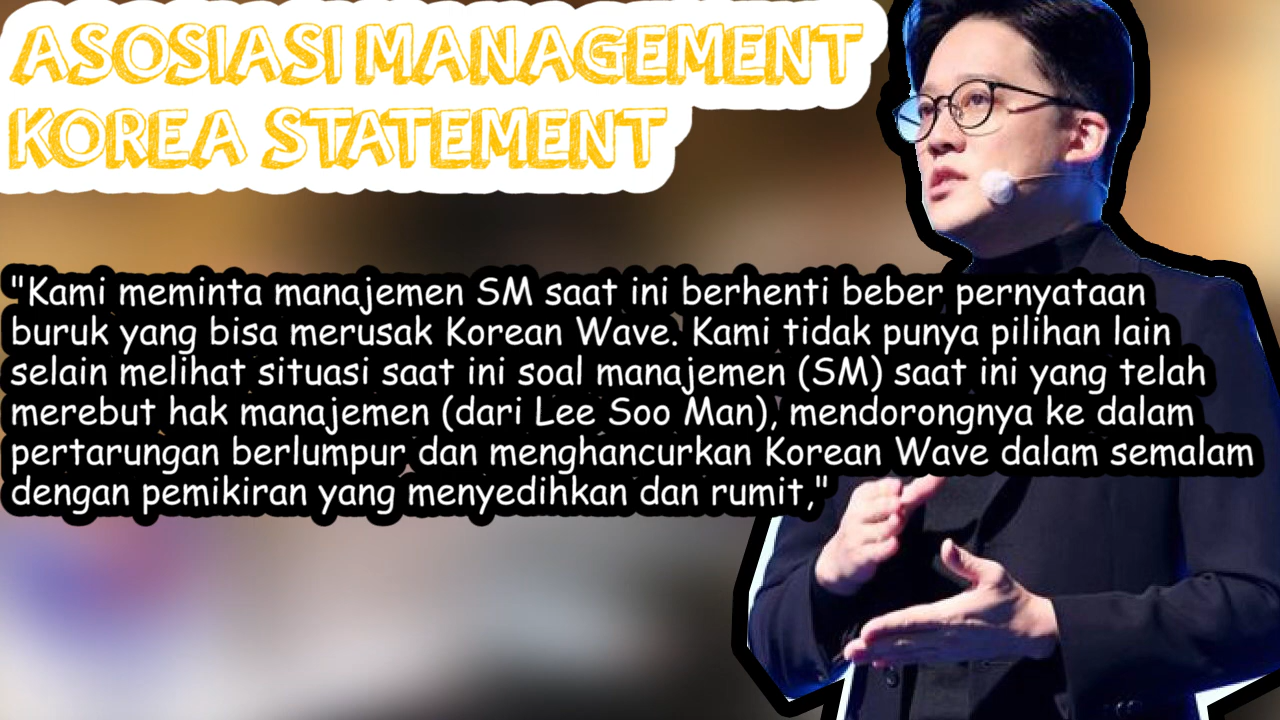 ASOSIASI MANAGEMENT
KOREA STATEMENT
"Kami meminta manajemen SM saat ini berhenti beber pernyataan
buruk yang bisa merusak Korean Wave. Kami tidak punya pilihan lain
selain melihat situasi saat ini soal manajemen (SM) saat ini yang telah
merebut hak manajemen (dari Lee Soo Man), mendorongnya ke dalam
pertarungan berlumpur dan menghancurkan Korean Wave dalam semalam
dengan pemikiran yang menyedihkan dan rumit,"